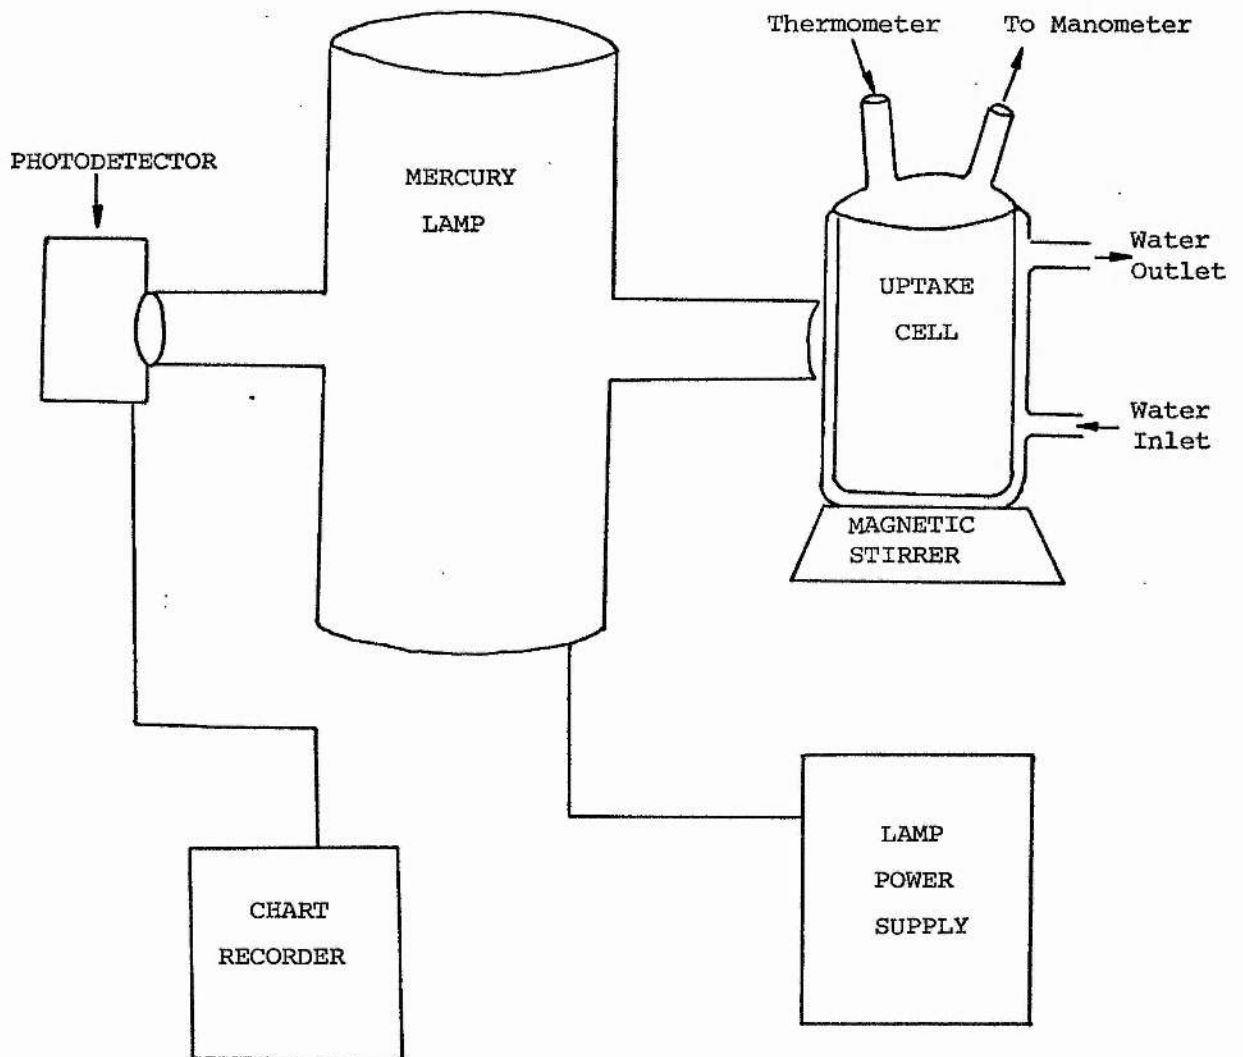 Thermometer
To Manometer
PHOTODETECTOR
MERCURY
LAMP
Water
Outlet
UPTAKE
CELL
Water
Inlet
MAGNETIC
STIRRER
LAMP
POWER
SUPPLY
CHART
RECORDER